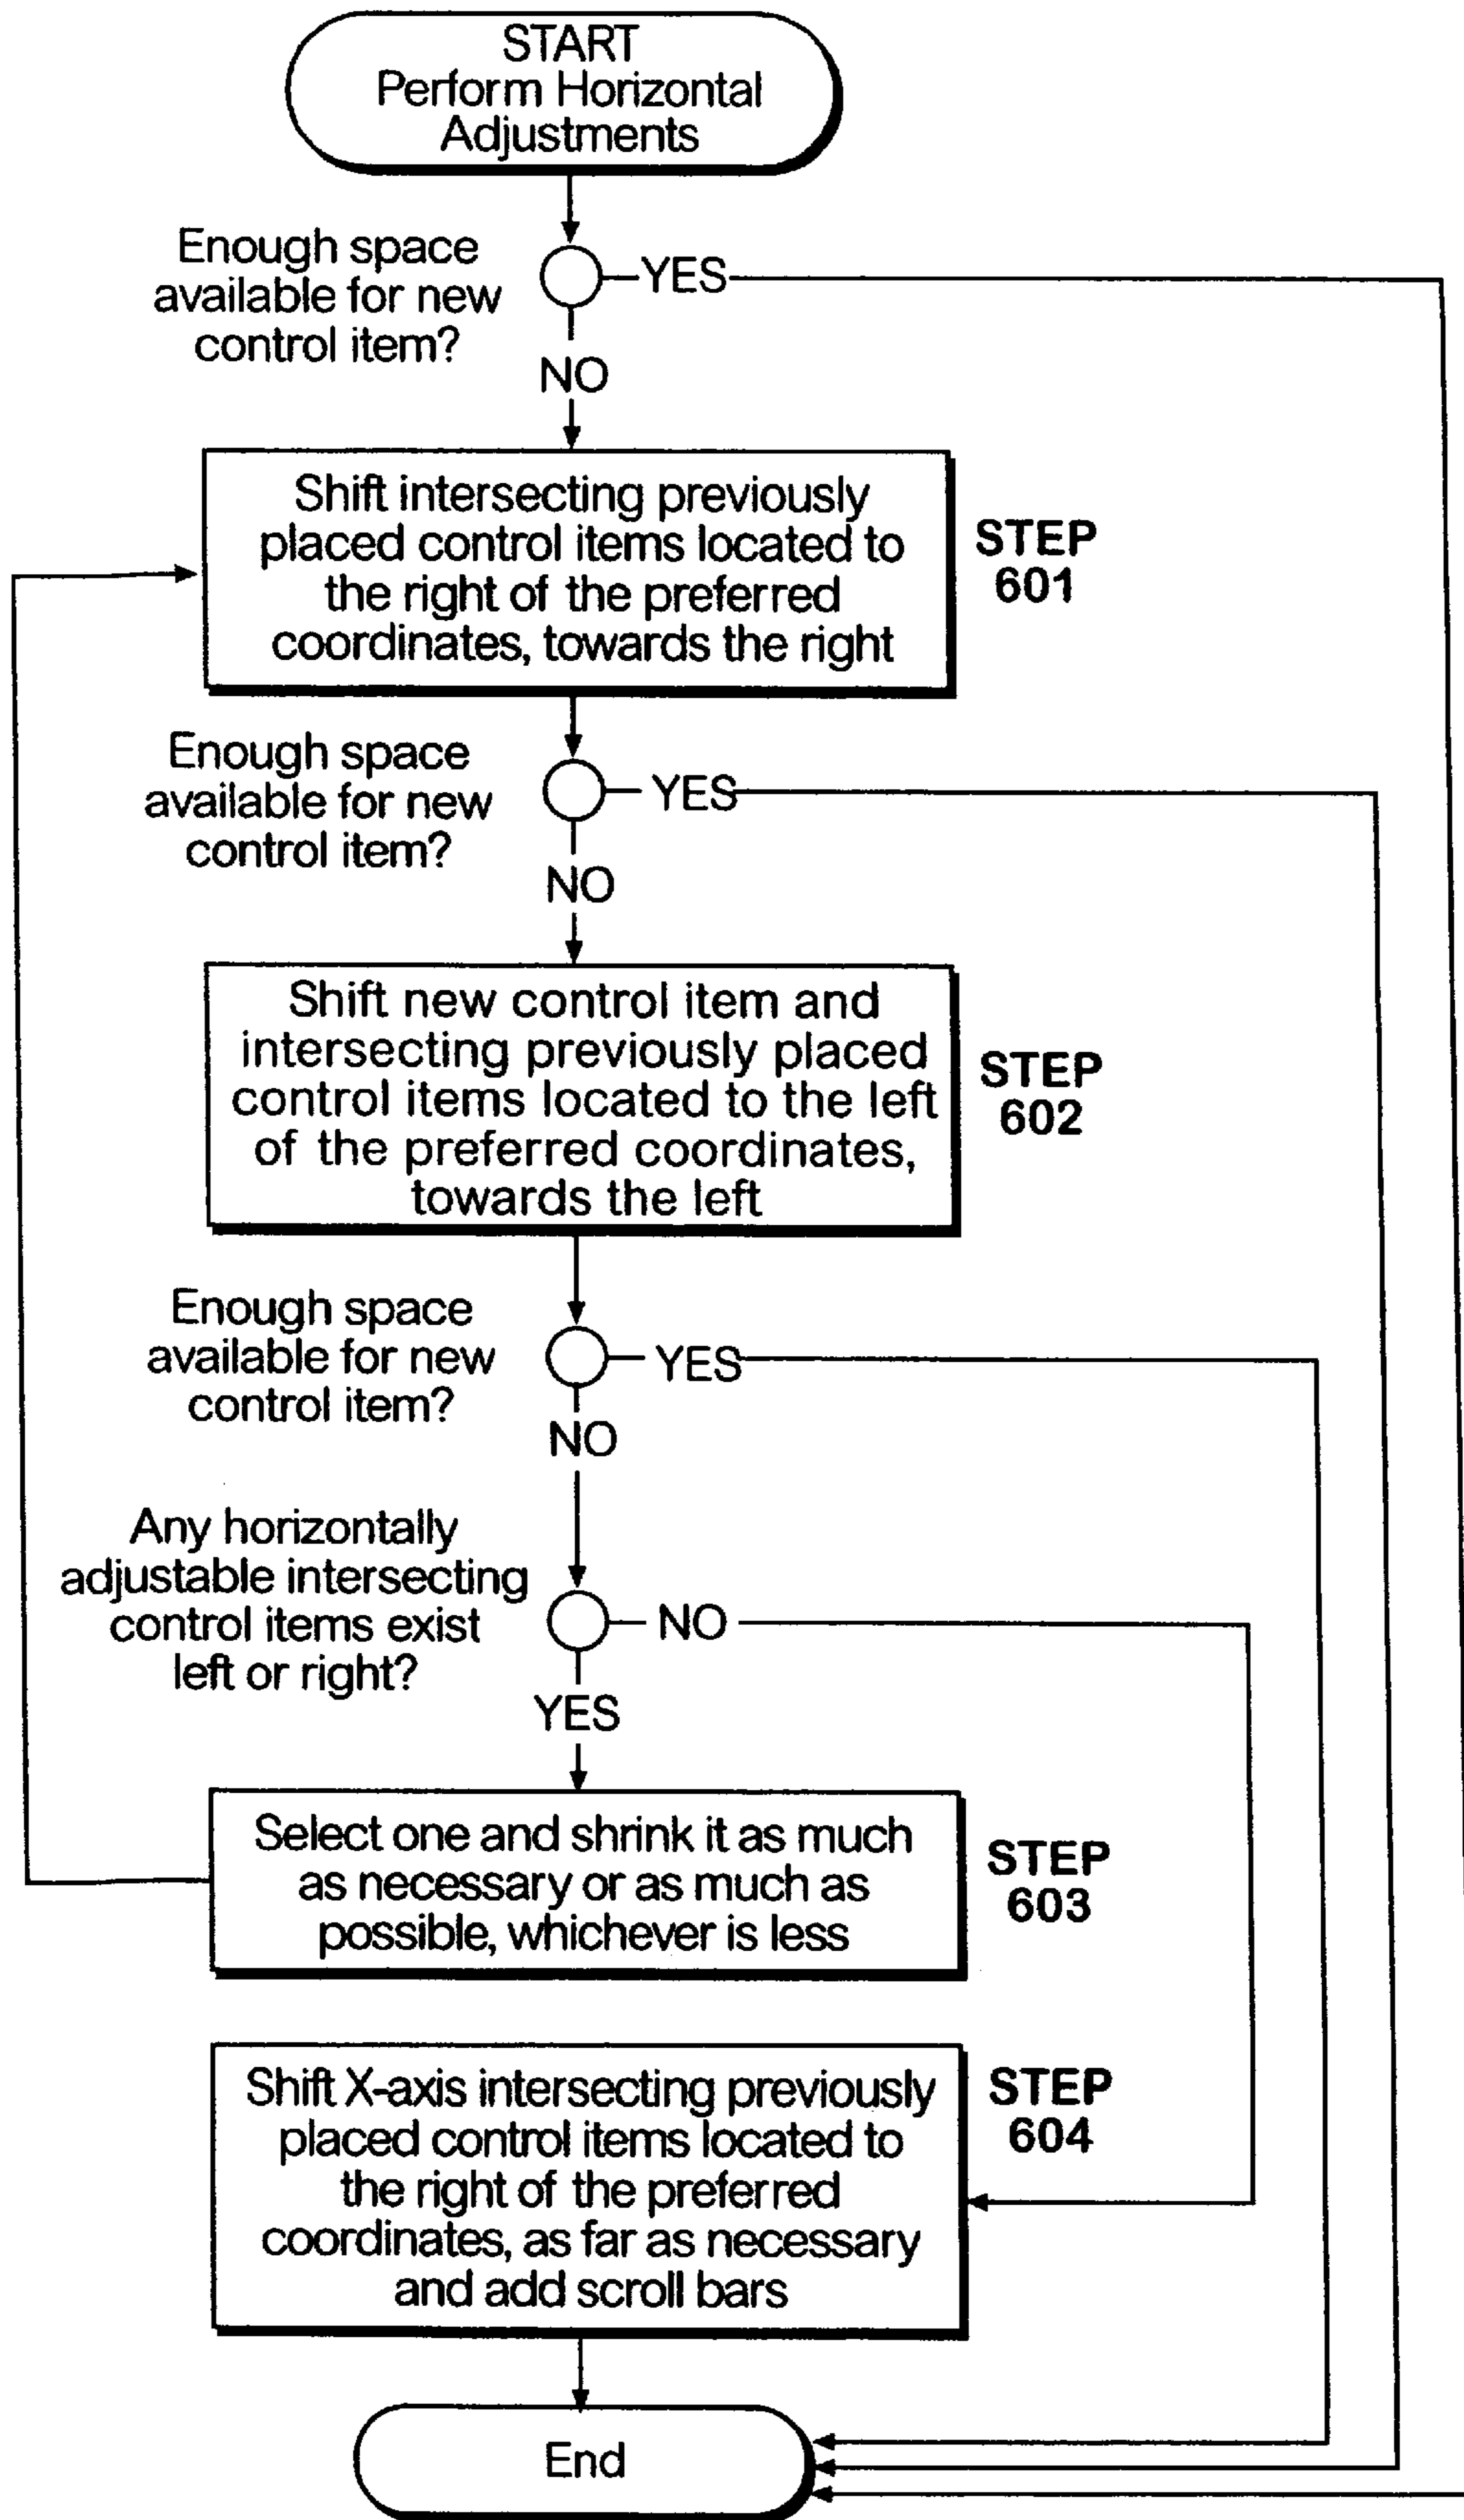 START
Perform Horizontal
Adjustments
Enough space
available for new
control item?
YES
NO
Shift intersecting previously
placed control items located to
the right of the preferred
coordinates, towards the right
STEP
601
Enough space
available for new
control item?
YES
NO
Shift new control item and
intersecting previously placed
control items located to the left
of the preferred coordinates,
towards the left
STEP
602
Enough space
available for new
control item?
YES
NO
Any horizontally
adjustable intersecting
control items exist
left or right?
NO
YES
Select one and shrink it as much
as necessary or as much as
possible, whichever is less
STEP
603
Shift X-axis intersecting previously
placed control items located to
the right of the preferred
coordinates, as far as necessary
and add scroll bars
STEP
604
End